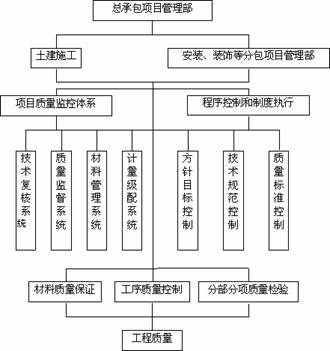 总承包项目管理部
土建施工
安装、装饰等分包项目管理部
项目质量监控体系
程序控制和制度执行
技术复核系统
质量监督系统
材料管理系统
计量级配系统
方针目标控制
技术规范控制
质量标准控制
材料质量保证
工序质量控制
分部分项质量检验
工程质量